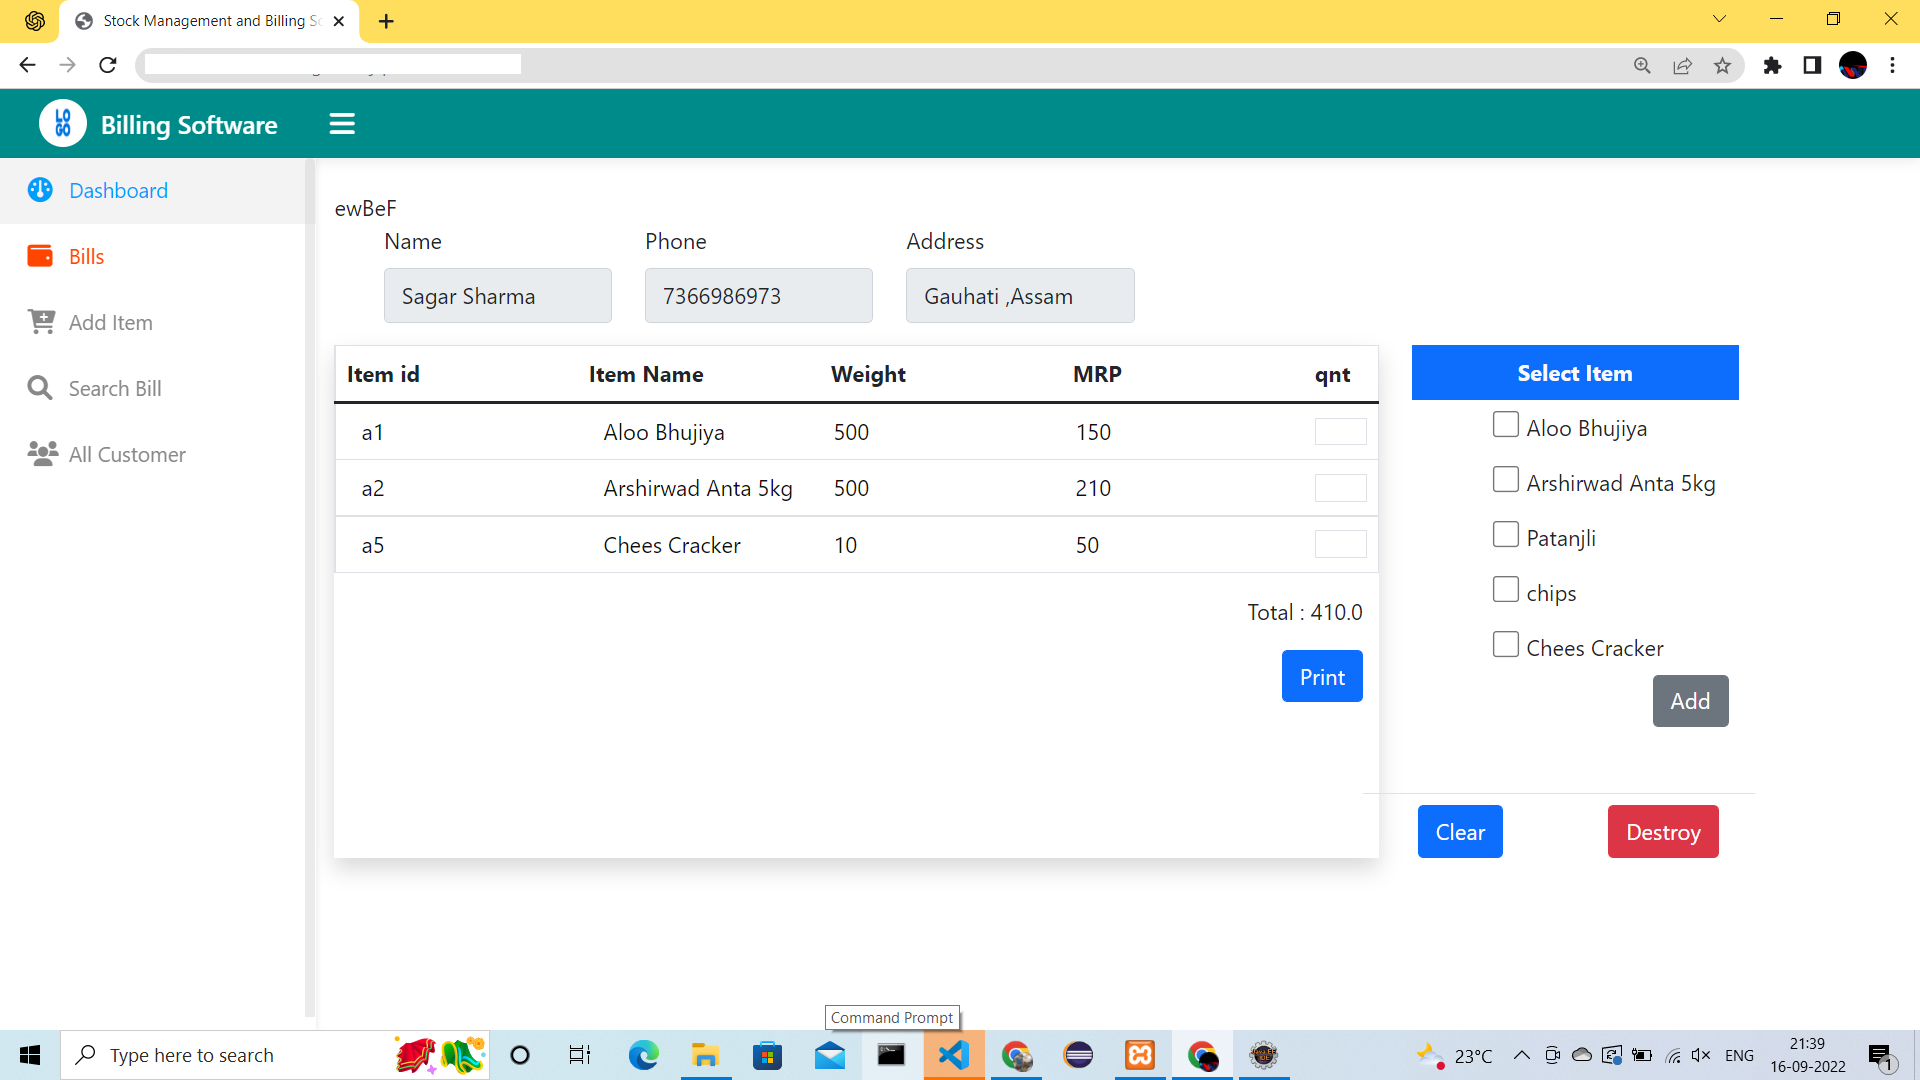 Stock Management and Billing So
LO
GO
Billing Software
Dashboard
Bills
Add Item
Search Bill
All Customer
ewBeF
Name Phone Address
Sagar Sharma 7366986973 Gauhati ,Assam
Item id Item Name Weight MRP qnt
a1 Aloo Bhujiya 500 150
a2 Arshirwad Anta 5kg 500 210
a5 Chees Cracker 10 50
Total : 410.0
Print
Select Item
Aloo Bhujiya
Arshirwad Anta 5kg
Patanjli
chips
Chees Cracker
Add
Clear Destroy
Command Prompt
Type here to search
23°C
ENG
21:39
16-09-2022
1